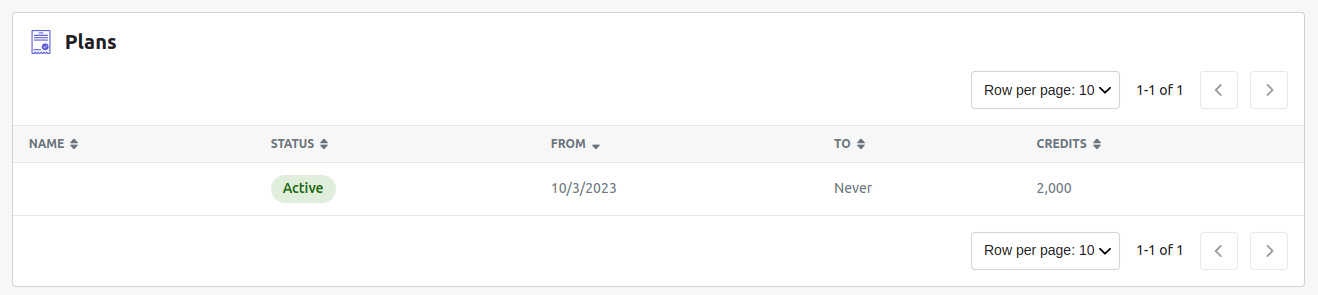 Plans
Row per page: 10 1-1 of 1
NAME STATUS FROM TO CREDITS
Active 10/3/2023 Never 2,000
Row per page: 10 1-1 of 1